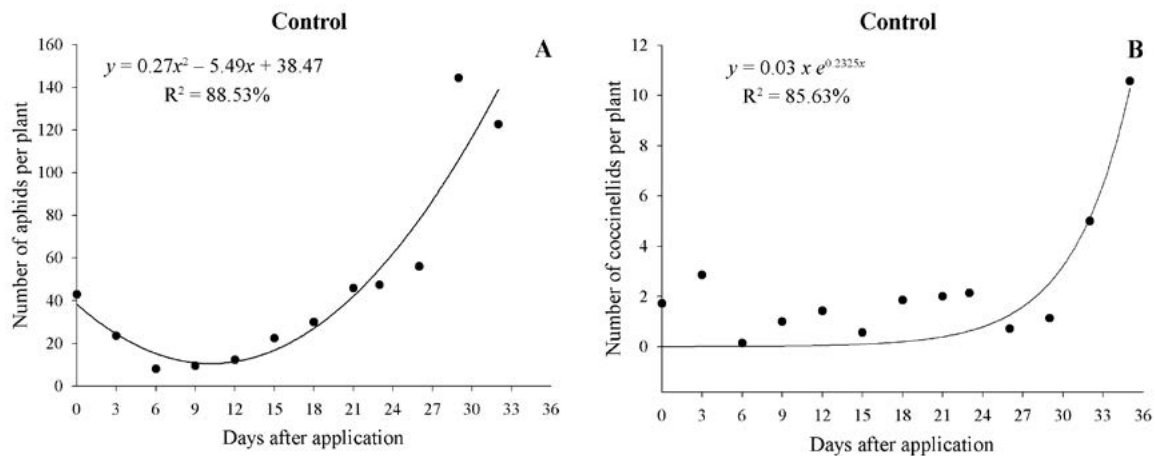 Control
A
y = 0.27x² – 5.49x + 38.47
R² = 88.53%
Number of aphids per plant
160
140
120
100
80
60
40
20
0
0 3 6 9 12 15 18 21 24 27 30 33 36
Days after application
Control
B
y = 0.03 x e^0.2325x
R² = 85.63%
Number of coccinellids per plant
12
10
8
6
4
2
0
0 3 6 9 12 15 18 21 24 27 30 33 36
Days after application